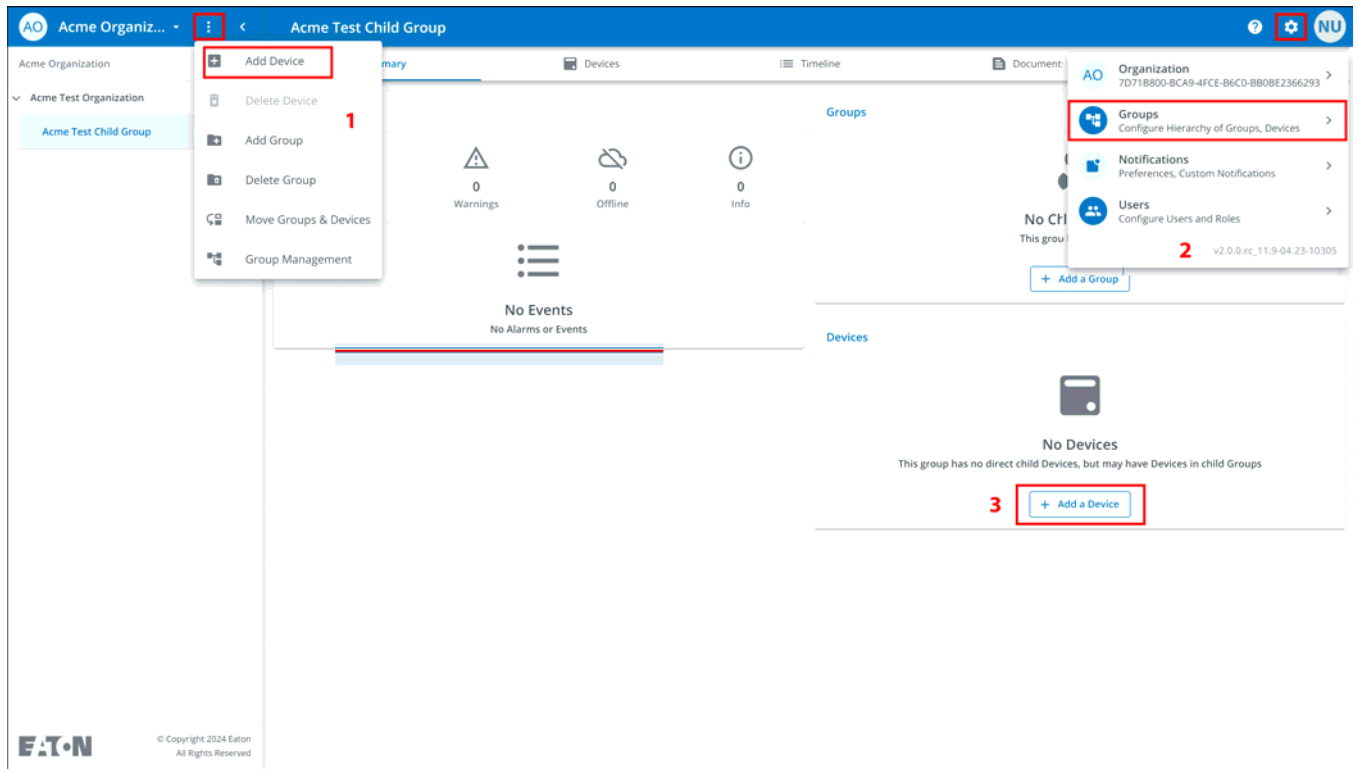 AO Acme Organiz... Acme Test Child Group ? NU
Acme Organization
Acme Test Organization
Acme Test Child Group
Add Device
Delete Device
1
Add Group
Delete Group
Move Groups & Devices
Group Management
mary
Devices
Timeline
Document
0
Warnings
0
Offline
0
Info
No Events
No Alarms or Events
Groups
No Ch
This grou
+ Add a Group
AO Organization
7D71B800-BCA9-4FCE-B6C0-BB0BE2366293
Groups
Configure Hierarchy of Groups, Devices
Notifications
Preferences, Custom Notifications
Users
Configure Users and Roles
2 v2.0.0.rc_11.9-04.23-10305
Devices
No Devices
This group has no direct child Devices, but may have Devices in child Groups
3 + Add a Device
EATON
© Copyright 2024 Eaton
All Rights Reserved